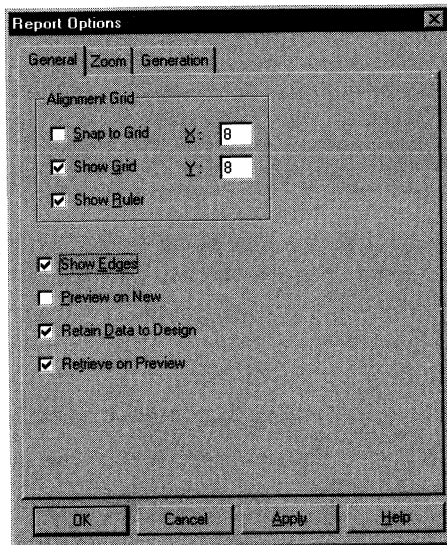 Report Options
General Zoom Generation
Alignment Grid
Snap to Grid X: 8
Show Grid Y: 8
Show Ruler
Show Edges
Preview on New
Retain Data to Design
Retrieve on Preview
OK Cancel Apply Help